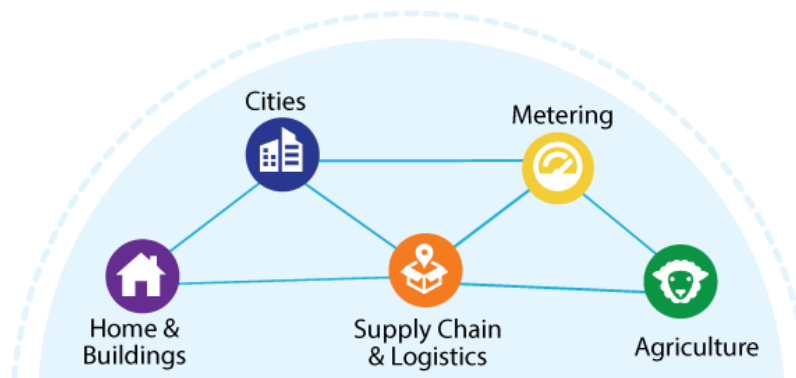 Cities
Metering
Home &
Buildings
Supply Chain
& Logistics
Agriculture